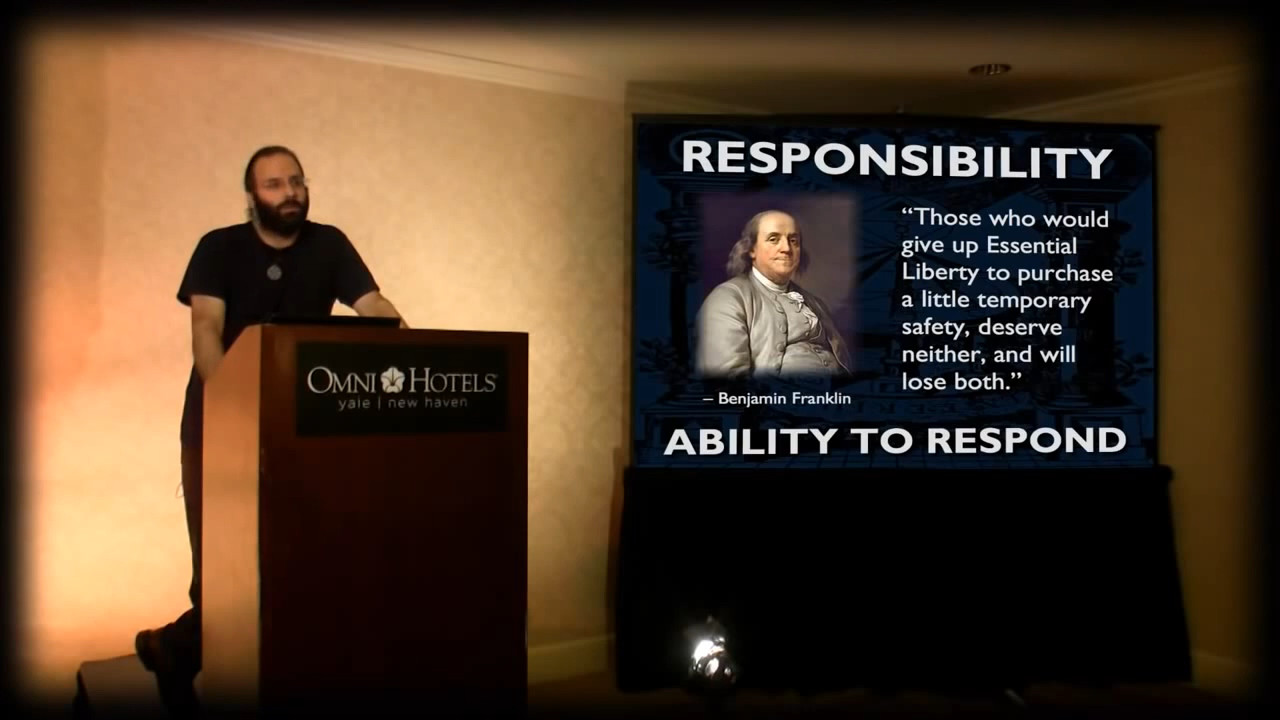 OMNI HOTELS
yale | new haven
RESPONSIBILITY
“Those who would
give up Essential
Liberty to purchase
a little temporary
safety, deserve
neither, and will
lose both.”
– Benjamin Franklin
ABILITY TO RESPOND